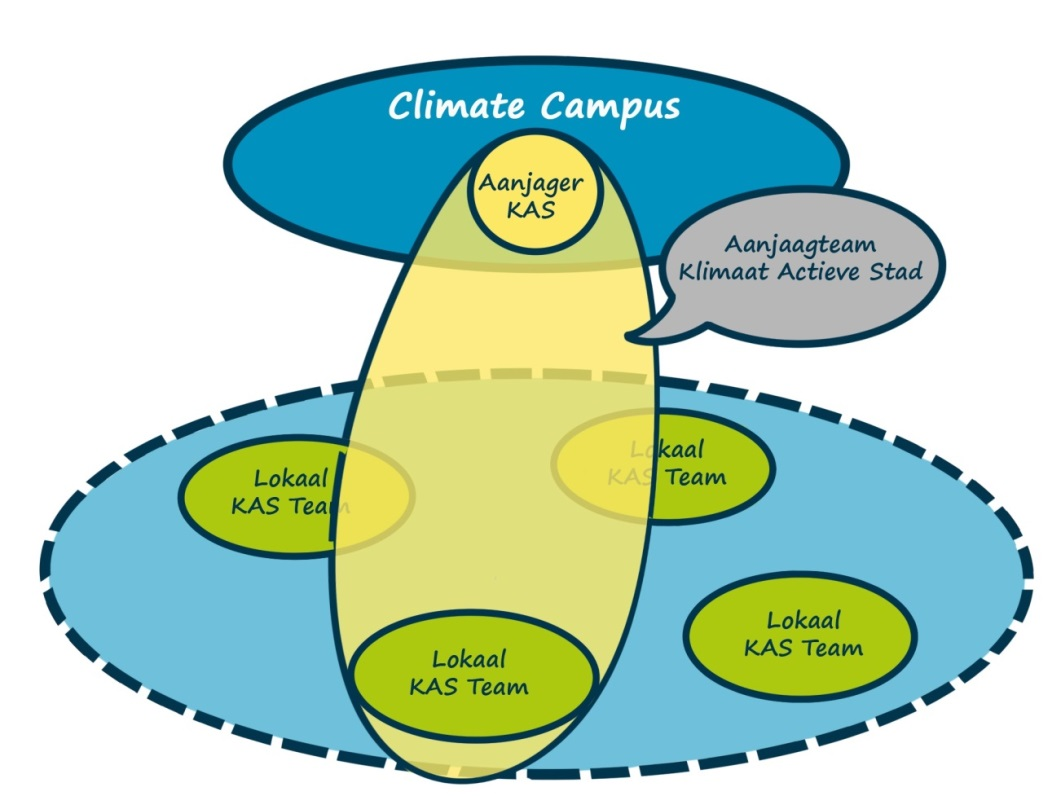 Climate Campus
Aanjager
KAS
Aanjaagteam
Klimaat Actieve Stad
Lokaal
KAS Team
Lokaal
KAS Team
Lokaal
KAS Team
Lokaal
KAS Team